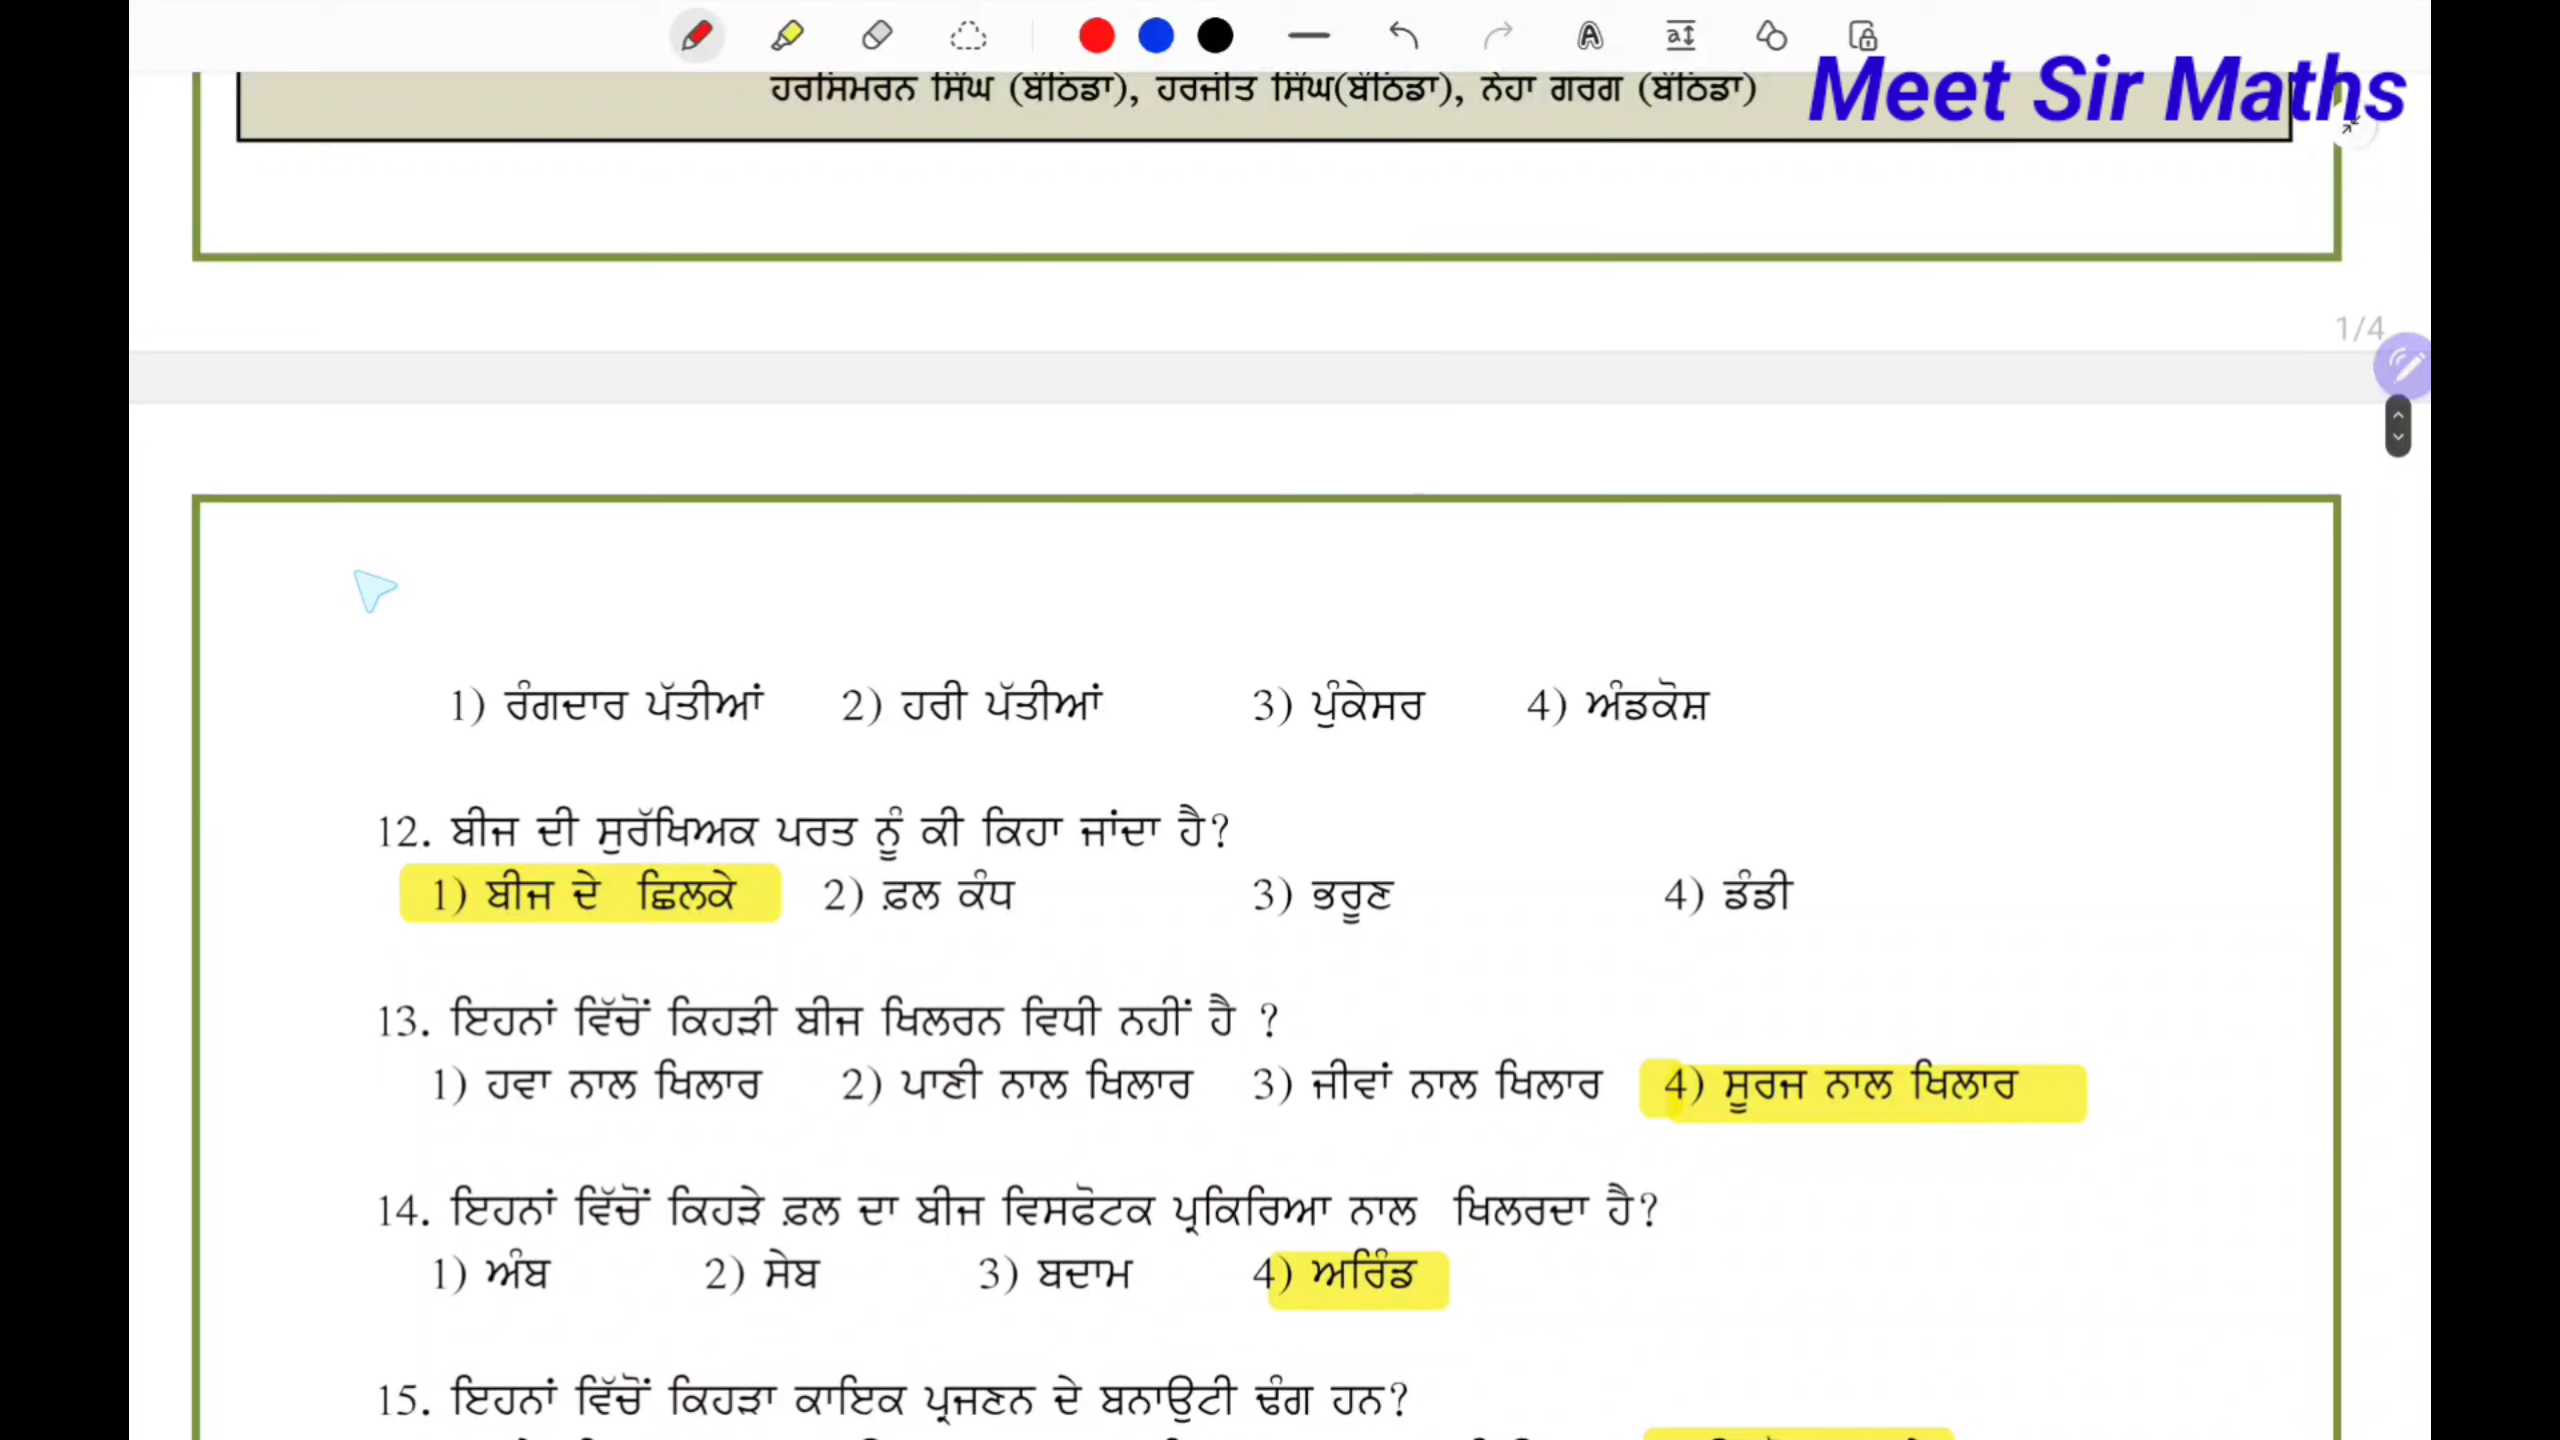 Meet Sir Maths
ਹਰਸਿਮਰਨ ਸਿੰਘ (ਬਠਿੰਡਾ), ਹਰਜੀਤ ਸਿੰਘ(ਬਠਿੰਡਾ), ਨੇਹਾ ਗਰਗ (ਬਠਿੰਡਾ)
1/4
1) ਰੰਗਦਾਰ ਪੱਤੀਆਂ 2) ਹਰੀ ਪੱਤੀਆਂ 3) ਪੁੰਕੇਸਰ 4) ਅੰਡਕੋਸ਼
12. ਬੀਜ ਦੀ ਸੁਰੱਖਿਅਕ ਪਰਤ ਨੂੰ ਕੀ ਕਿਹਾ ਜਾਂਦਾ ਹੈ?
1) ਬੀਜ ਦੇ ਛਿਲਕੇ 2) ਫ਼ਲ ਕੰਧ 3) ਭਰੂਣ 4) ਡੰਡੀ
13. ਇਹਨਾਂ ਵਿੱਚੋਂ ਕਿਹੜੀ ਬੀਜ ਖਿਲਰਨ ਵਿਧੀ ਨਹੀਂ ਹੈ ?
1) ਹਵਾ ਨਾਲ ਖਿਲਾਰ 2) ਪਾਣੀ ਨਾਲ ਖਿਲਾਰ 3) ਜੀਵਾਂ ਨਾਲ ਖਿਲਾਰ 4) ਸੂਰਜ ਨਾਲ ਖਿਲਾਰ
14. ਇਹਨਾਂ ਵਿੱਚੋਂ ਕਿਹੜੇ ਫ਼ਲ ਦਾ ਬੀਜ ਵਿਸਫੋਟਕ ਪ੍ਰਕਿਰਿਆ ਨਾਲ ਖਿਲਰਦਾ ਹੈ?
1) ਅੰਬ 2) ਸੇਬ 3) ਬਦਾਮ 4) ਅਰਿੰਡ
15. ਇਹਨਾਂ ਵਿੱਚੋਂ ਕਿਹੜਾ ਕਾਇਕ ਪ੍ਰਜਣਨ ਦੇ ਬਨਾਉਟੀ ਢੰਗ ਹਨ?